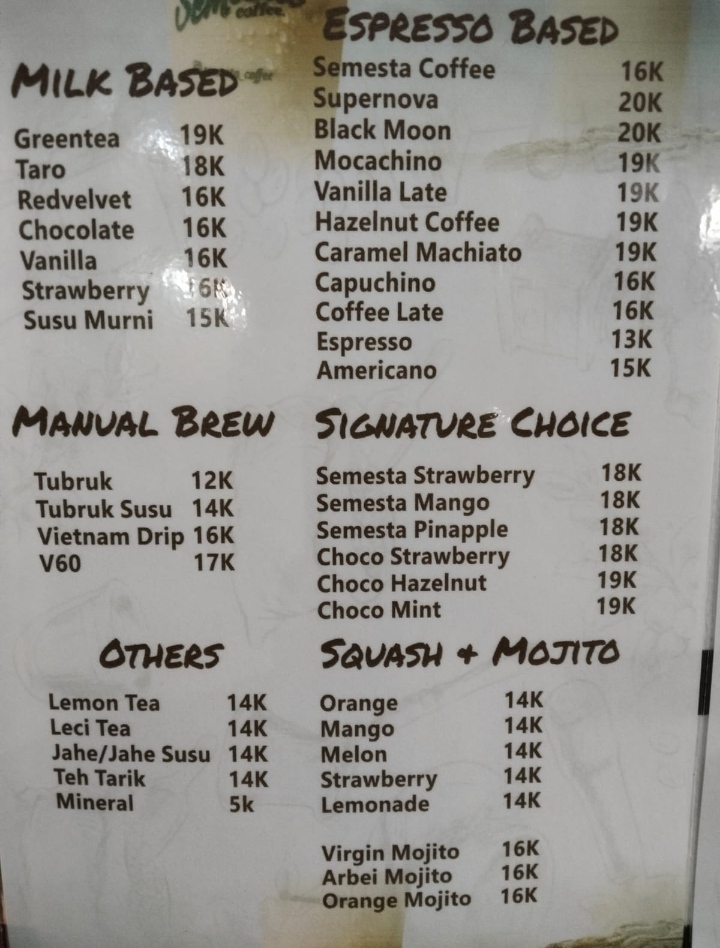 coffee
MILK BASED
Greentea 19K
Taro 18K
Redvelvet 16K
Chocolate 16K
Vanilla 16K
Strawberry 16K
Susu Murni 15K
ESPRESSO BASED
Semesta Coffee 16K
Supernova 20K
Black Moon 20K
Mocachino 19K
Vanilla Late 19K
Hazelnut Coffee 19K
Caramel Machiato 19K
Capuchino 16K
Coffee Late 16K
Espresso 13K
Americano 15K
MANUAL BREW
Tubruk 12K
Tubruk Susu 14K
Vietnam Drip 16K
V60 17K
SIGNATURE CHOICE
Semesta Strawberry 18K
Semesta Mango 18K
Semesta Pinapple 18K
Choco Strawberry 18K
Choco Hazelnut 19K
Choco Mint 19K
OTHERS
Lemon Tea 14K
Leci Tea 14K
Jahe/Jahe Susu 14K
Teh Tarik 14K
Mineral 5k
SQUASH & MOJITO
Orange 14K
Mango 14K
Melon 14K
Strawberry 14K
Lemonade 14K
Virgin Mojito 16K
Arbei Mojito 16K
Orange Mojito 16K